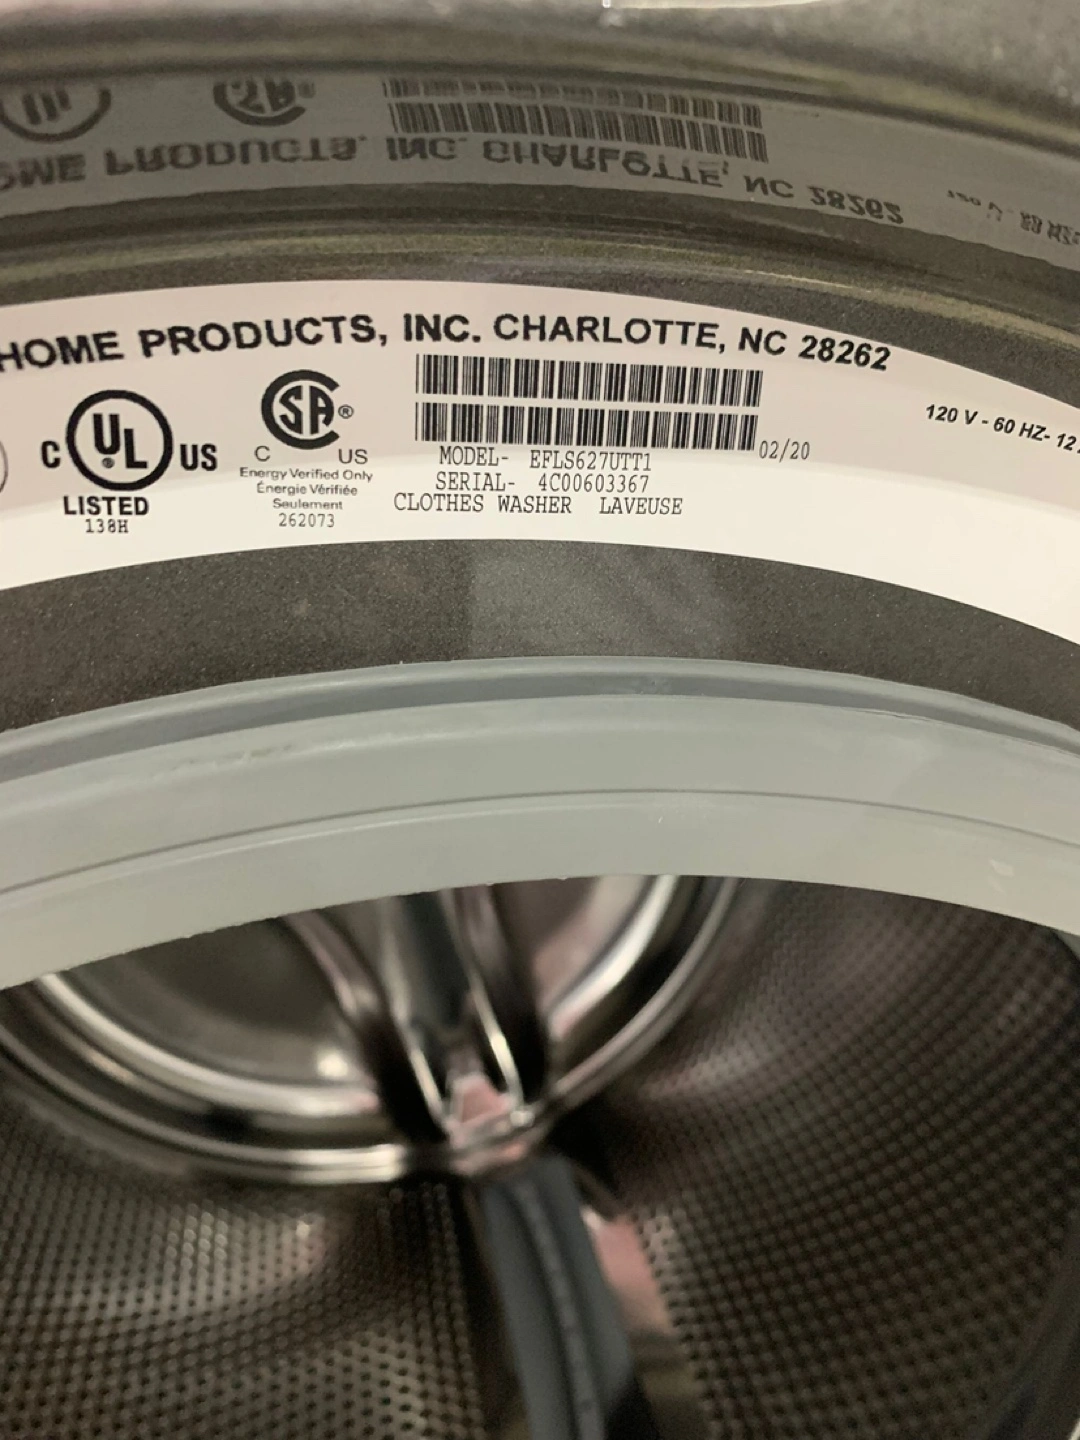 HOME PRODUCTS, INC. CHARLOTTE, NC 28262
C UL US
LISTED
138H
SA ®
C US
Energy Verified Only
Énergie Vérifiée
Seulement
262073
02/20
MODEL- EFLS627UTT1
SERIAL- 4C00603367
CLOTHES WASHER LAVEUSE
120 V - 60 HZ- 12